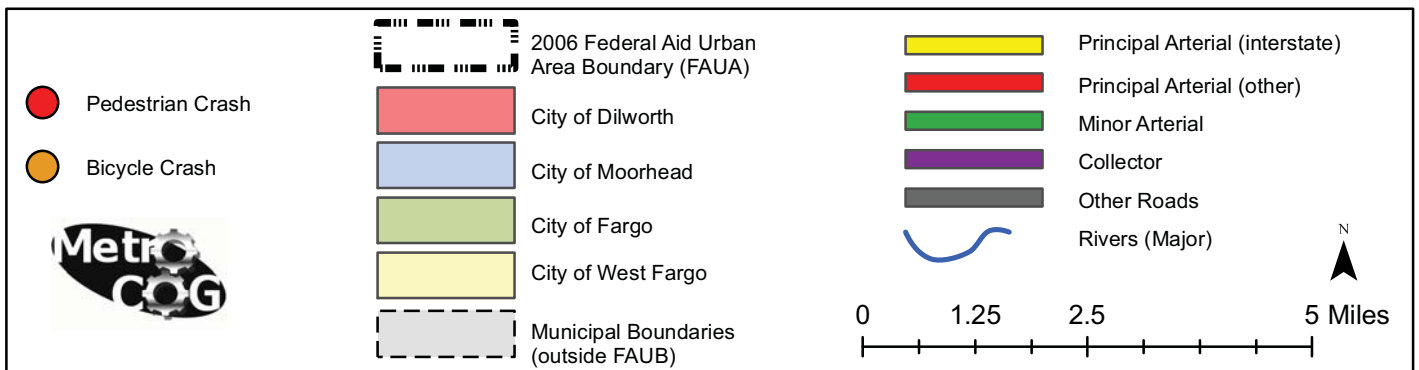 Pedestrian Crash
Bicycle Crash
Metro
COG
2006 Federal Aid Urban
Area Boundary (FAUA)
City of Dilworth
City of Moorhead
City of Fargo
City of West Fargo
Municipal Boundaries
(outside FAUB)
Principal Arterial (interstate)
Principal Arterial (other)
Minor Arterial
Collector
Other Roads
Rivers (Major)
N
0 1.25 2.5 5 Miles